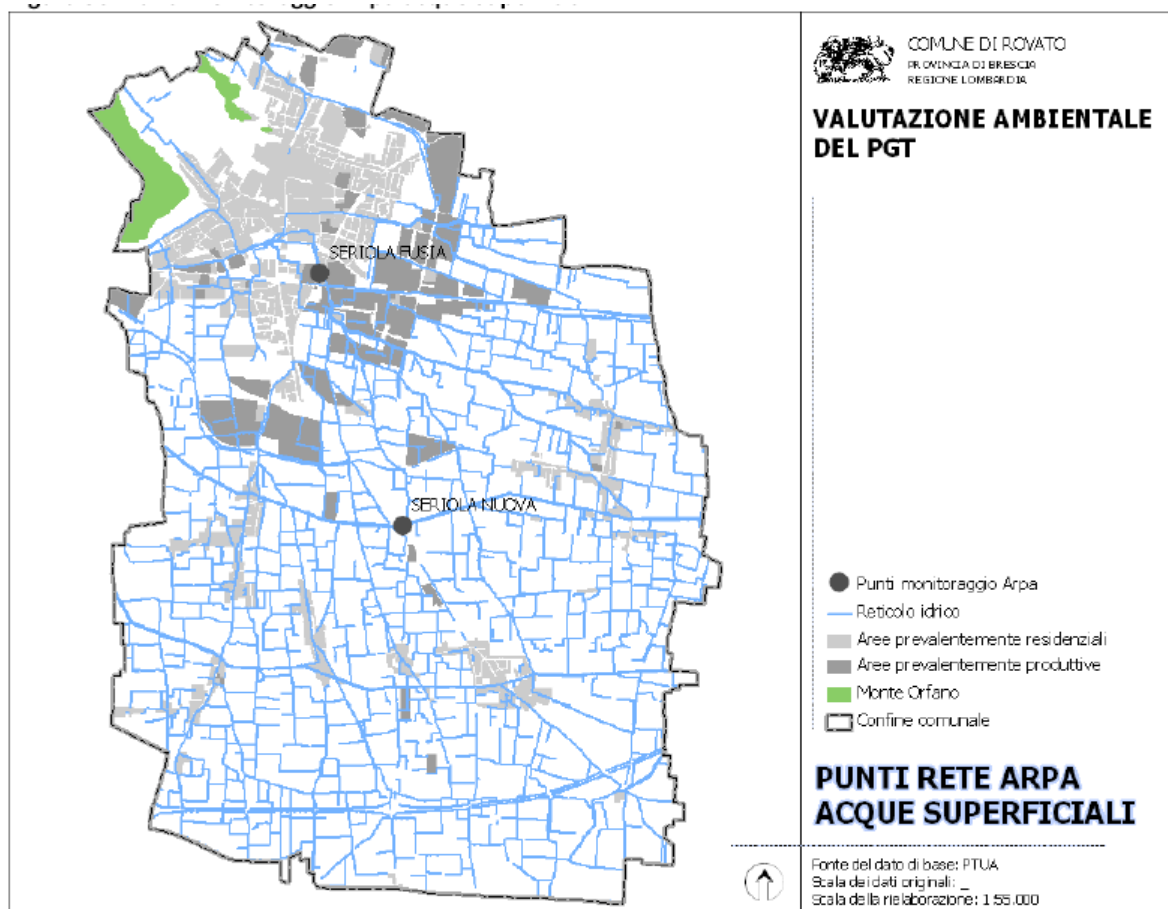 COMUNE DI ROVATO
PROVINCIA DI BRESCIA
REGIONE LOMBARDIA
VALUTAZIONE AMBIENTALE
DEL PGT
SERIOLA FUSIA
SERIOLA NUOVA
Punti monitoraggio Arpa
Reticolo idrico
Aree prevalentemente residenziali
Aree prevalentemente produttive
Monte Orfano
Confine comunale
PUNTI RETE ARPA
ACQUE SUPERFICIALI
Fonte del dato di base: PTUA
Scala dei dati originali: _
Scala della rielaborazione: 1:55.000